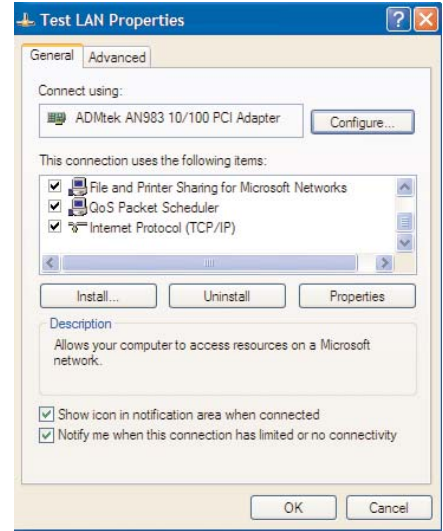 Test LAN Properties
General Advanced
Connect using:
ADMtek AN983 10/100 PCI Adapter
Configure...
This connection uses the following items:
File and Printer Sharing for Microsoft Networks
QoS Packet Scheduler
Internet Protocol (TCP/IP)
Install... Uninstall Properties
Description
Allows your computer to access resources on a Microsoft
network.
Show icon in notification area when connected
Notify me when this connection has limited or no connectivity
OK Cancel